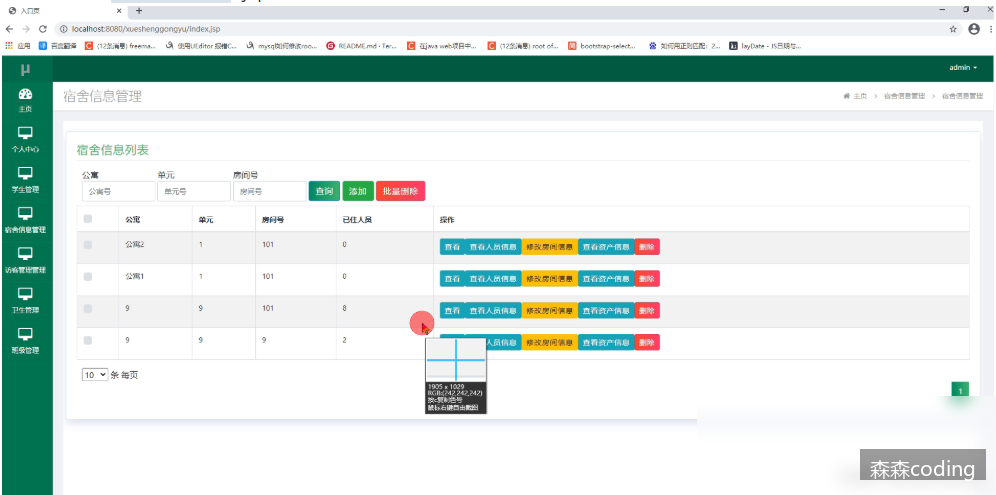 入口页
localhost:8080/xueshenggongyu/index.jsp
应用 百度翻译 (12条消息) freema... 使用UEditor 报错C... mysql如何修改roo... README.md · Ter... 在java web项目中... (12条消息) root of... bootstrap-select... 如何用正则匹配：2... layDate - JS日期与...
μ
admin
主页
个人中心
学生管理
宿舍信息管理
访客管理管理
卫生管理
班级管理
宿舍信息管理
主页 > 宿舍信息管理 > 宿舍信息管理
宿舍信息列表
公寓 单元 房间号
公寓号 单元号 房间号 查询 添加 批量删除
公寓 单元 房间号 已住人员 操作
公寓2 1 101 0 查看 查看人员信息 修改房间信息 查看资产信息 删除
公寓1 1 101 0 查看 查看人员信息 修改房间信息 查看资产信息 删除
9 9 101 8 查看 查看人员信息 修改房间信息 查看资产信息 删除
9 9 9 2 人员信息 修改房间信息 查看资产信息 删除
10 条 每页
1905 x 1029
RGB:(242,242,242)
按c复制色号
鼠标右键自由截图
1
森森coding